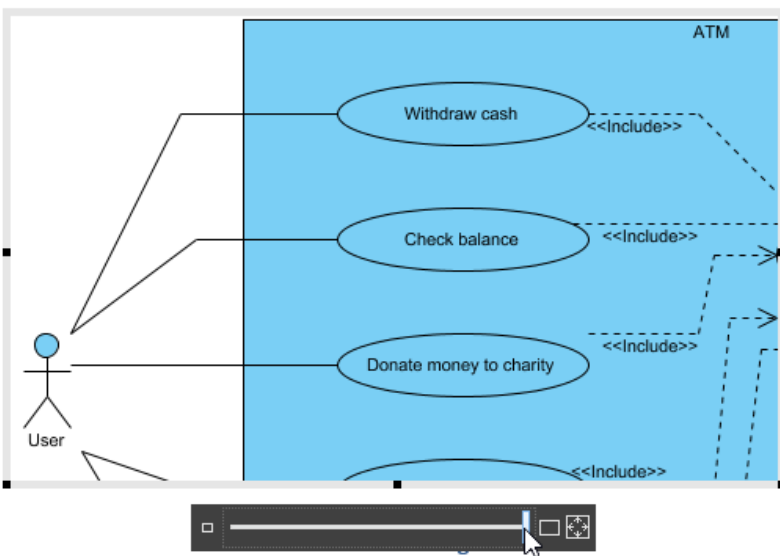 ATM
Withdraw cash
<<Include>>
Check balance
<<Include>>
Donate money to charity
<<Include>>
User
<<Include>>